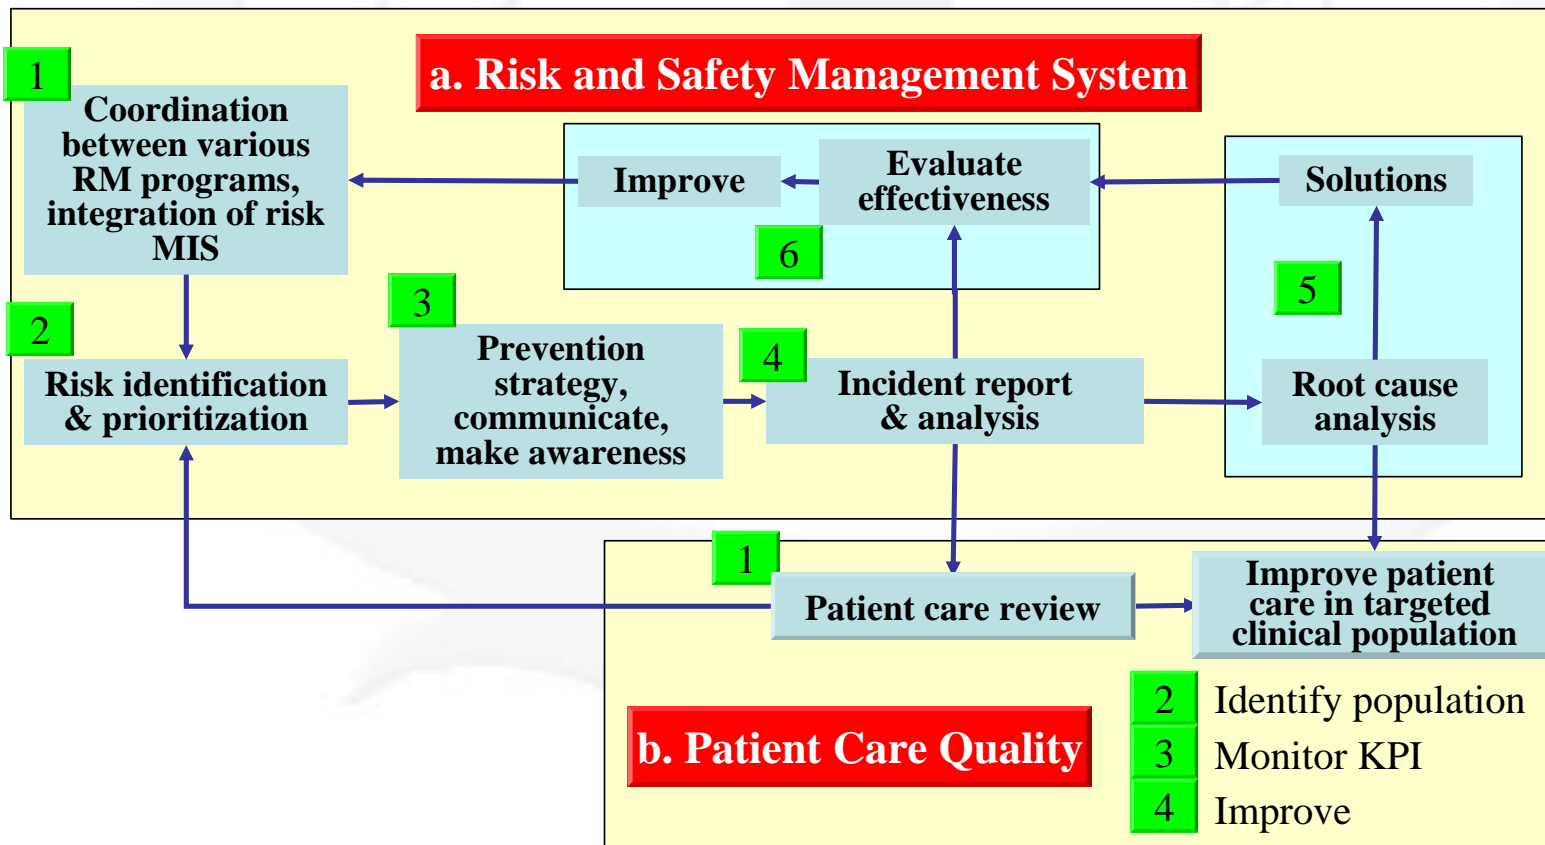 a. Risk and Safety Management System
1
Coordination
between various
RM programs,
integration of risk
MIS
Improve
Evaluate
effectiveness
Solutions
6
5
2
Risk identification
& prioritization
3
Prevention
strategy,
communicate,
make awareness
4
Incident report
& analysis
Root cause
analysis
1
Patient care review
Improve patient
care in targeted
clinical population
b. Patient Care Quality
2 Identify population
3 Monitor KPI
4 Improve